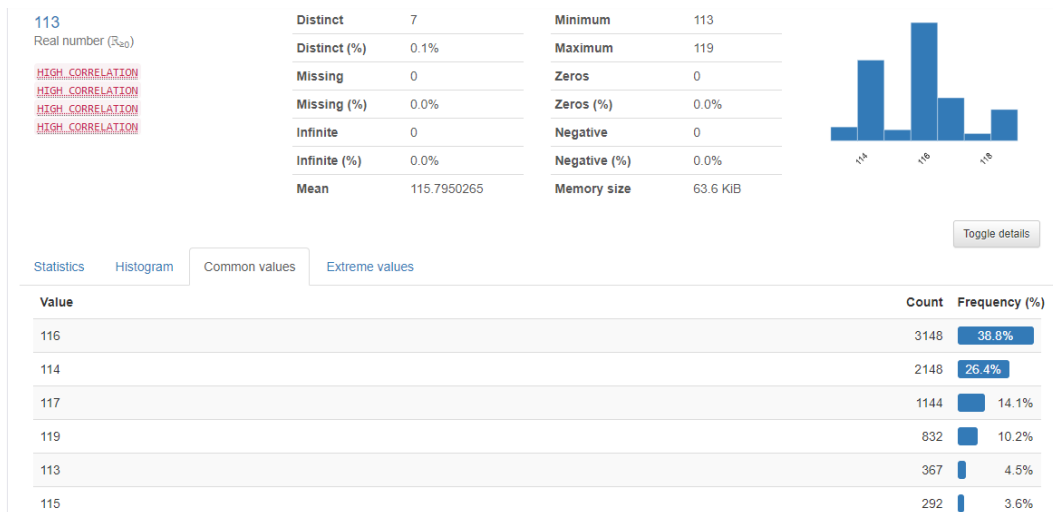 113
Real number (ℝ≥0)
HIGH CORRELATION
HIGH CORRELATION
HIGH CORRELATION
HIGH CORRELATION
Distinct 7
Distinct (%) 0.1%
Missing 0
Missing (%) 0.0%
Infinite 0
Infinite (%) 0.0%
Mean 115.7950265
Minimum 113
Maximum 119
Zeros 0
Zeros (%) 0.0%
Negative 0
Negative (%) 0.0%
Memory size 63.6 KiB
114 116 118
Toggle details
Statistics Histogram Common values Extreme values
Value Count Frequency (%)
116 3148 38.8%
114 2148 26.4%
117 1144 14.1%
119 832 10.2%
113 367 4.5%
115 292 3.6%